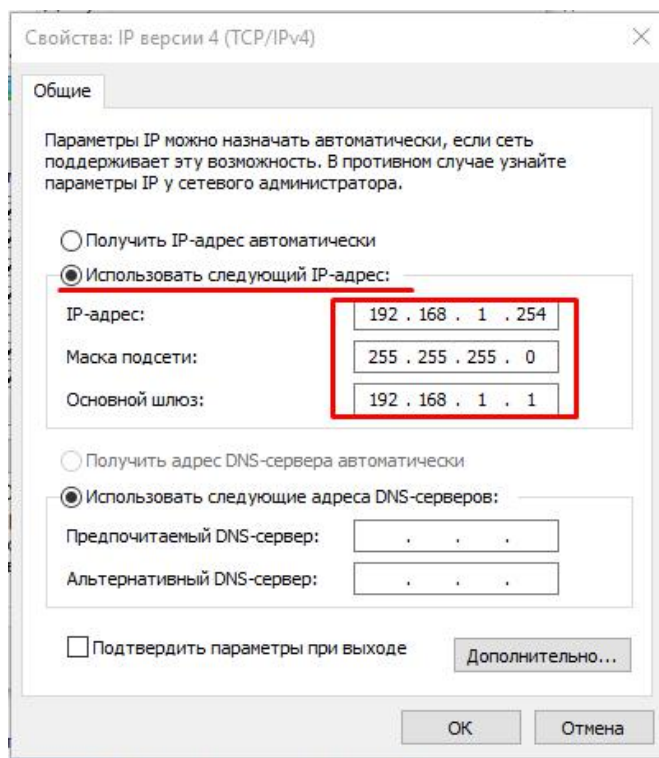 Свойства: IP версии 4 (TCP/IPv4)
Общие
Параметры IP можно назначать автоматически, если сеть
поддерживает эту возможность. В противном случае узнайте
параметры IP у сетевого администратора.
Получить IP-адрес автоматически
Использовать следующий IP-адрес:
IP-адрес: 192 . 168 . 1 . 254
Маска подсети: 255 . 255 . 255 . 0
Основной шлюз: 192 . 168 . 1 . 1
Получить адрес DNS-сервера автоматически
Использовать следующие адреса DNS-серверов:
Предпочитаемый DNS-сервер: . . .
Альтернативный DNS-сервер: . . .
Подтвердить параметры при выходе
Дополнительно...
ОК Отмена